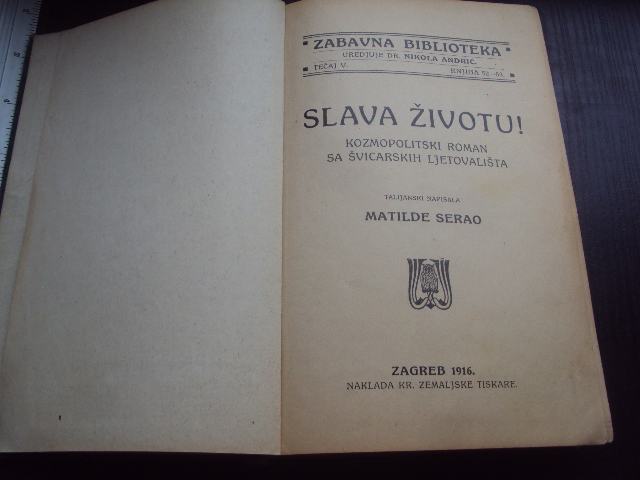 ZABAVNA BIBLIOTEKA
UREDJUJE DR. NIKOLA ANDRIĆ.
TEČAJ V. KNJIGA
SLAVA ŽIVOTU!
KOZMOPOLITSKI ROMAN
SA ŠVICARSKIH LJETOVALIŠTA
TALIJANSKI NAPISALA
MATILDE SERAO
ZAGREB 1916.
NAKLADA KR. ZEMALJSKE TISKARE.